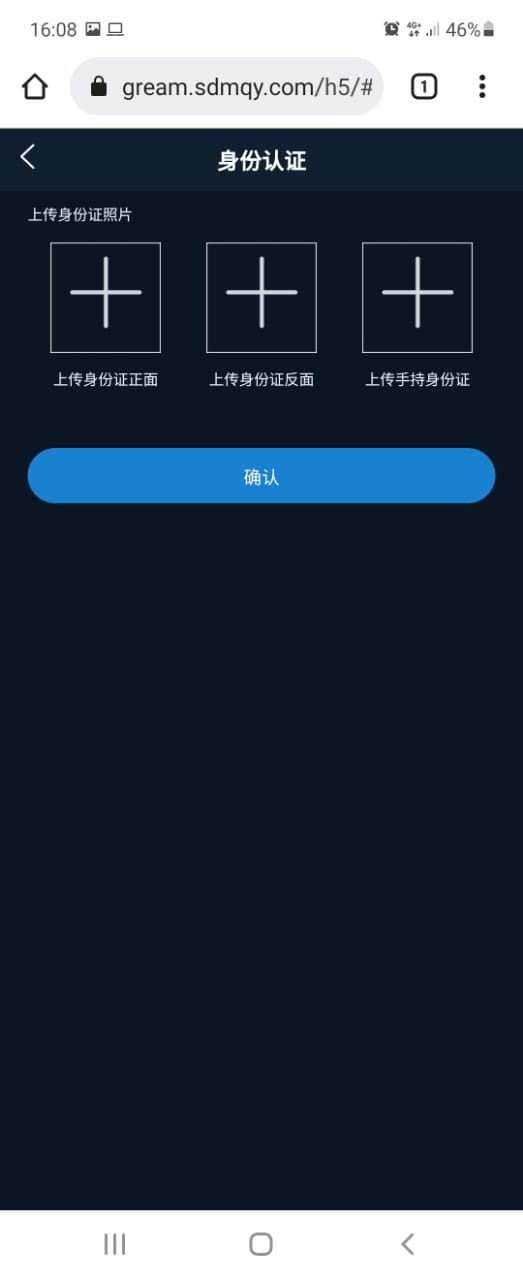 16:08 4G+ 46%
gream.sdmqy.com/h5/# 1
身份认证
上传身份证照片
上传身份证正面 上传身份证反面 上传手持身份证
确认